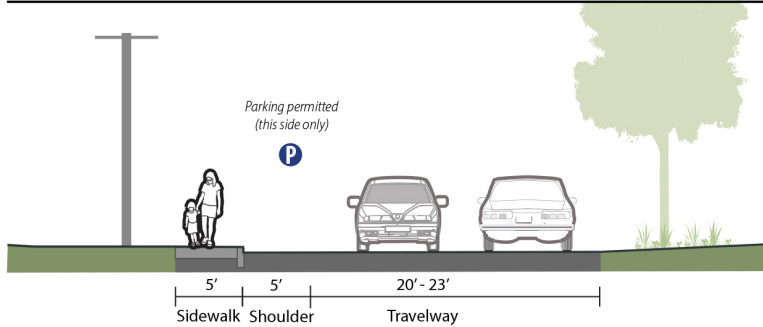 Parking permitted
(this side only)
P
5’ 5’ 20’ - 23’
Sidewalk Shoulder Travelway